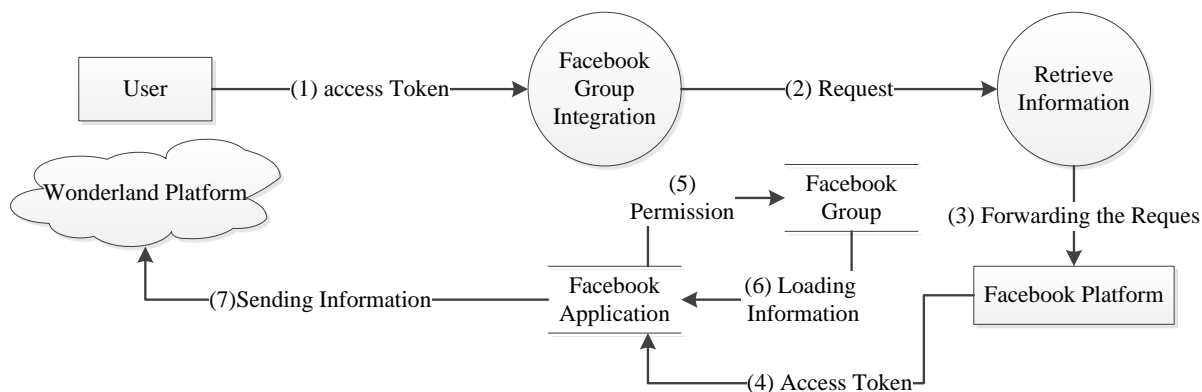 User
(1) access Token
Facebook
Group
Integration
(2) Request
Retrieve
Information
Wonderland Platform
(5)
Permission
Facebook
Group
(3) Forwarding the Reques
(7)Sending Information
Facebook
Application
(6) Loading
Information
Facebook Platform
(4) Access Token